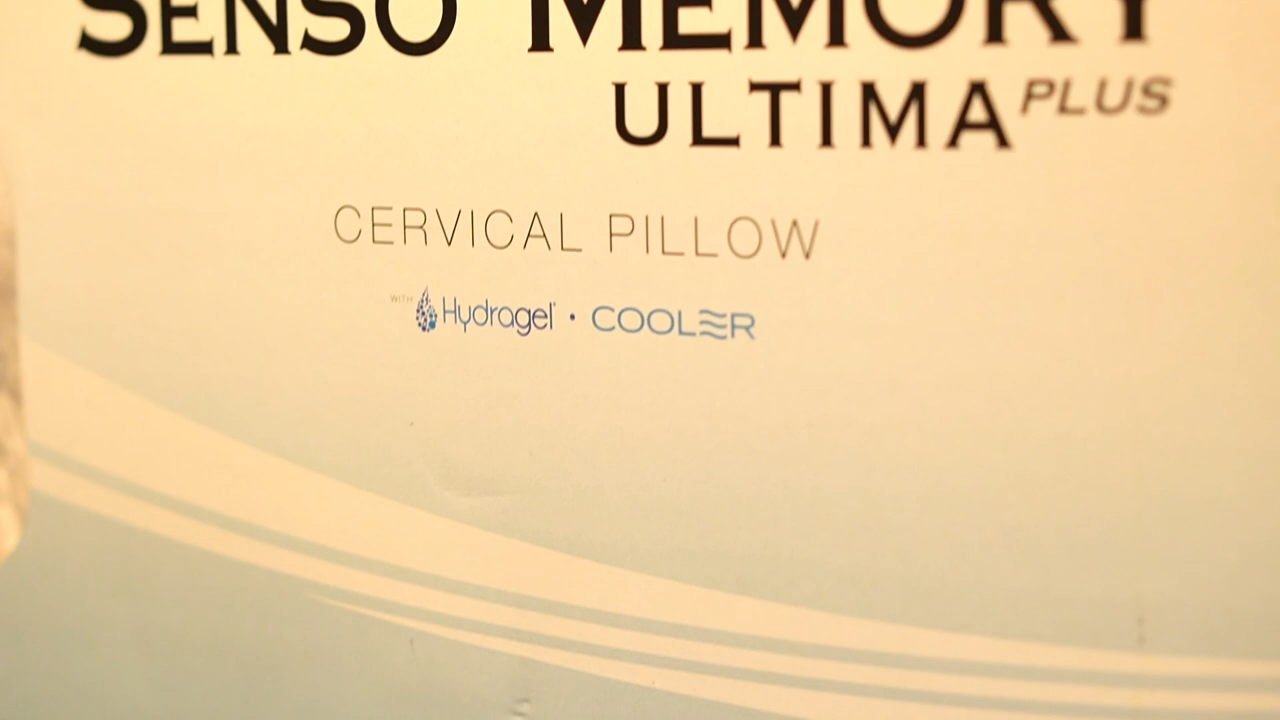 SENSO MEMORY
ULTIMA PLUS
CERVICAL PILLOW
WITH Hydragel • COOLER